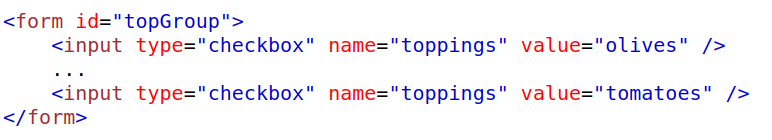 <form id="topGroup">
    <input type="checkbox" name="toppings" value="olives" />
    ...
    <input type="checkbox" name="toppings" value="tomatoes" />
</form>